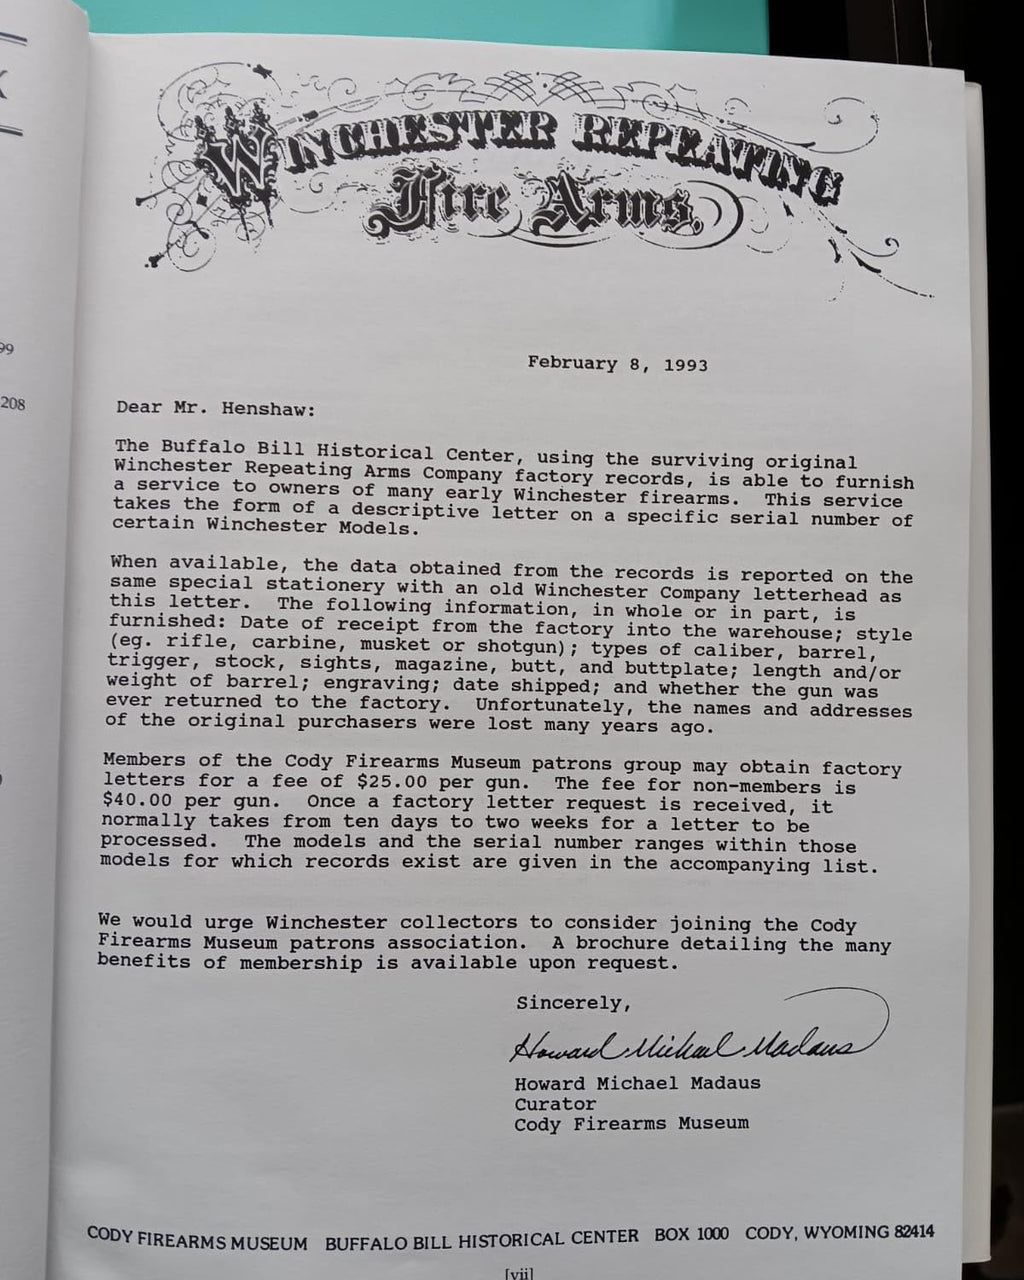 WINCHESTER REPEATING
Fire Arms
99
208
February 8, 1993
Dear Mr. Henshaw:
The Buffalo Bill Historical Center, using the surviving original
Winchester Repeating Arms Company factory records, is able to furnish
a service to owners of many early Winchester firearms. This service
takes the form of a descriptive letter on a specific serial number of
certain Winchester Models.
When available, the data obtained from the records is reported on the
same special stationery with an old Winchester Company letterhead as
this letter. The following information, in whole or in part, is
furnished: Date of receipt from the factory into the warehouse; style
(eg. rifle, carbine, musket or shotgun); types of caliber, barrel,
trigger, stock, sights, magazine, butt, and buttplate; length and/or
weight of barrel; engraving; date shipped; and whether the gun was
ever returned to the factory. Unfortunately, the names and addresses
of the original purchasers were lost many years ago.
Members of the Cody Firearms Museum patrons group may obtain factory
letters for a fee of $25.00 per gun. The fee for non-members is
$40.00 per gun. Once a factory letter request is received, it
normally takes from ten days to two weeks for a letter to be
processed. The models and the serial number ranges within those
models for which records exist are given in the accompanying list.
We would urge Winchester collectors to consider joining the Cody
Firearms Museum patrons association. A brochure detailing the many
benefits of membership is available upon request.
Sincerely,
Howard Michael Madaus
Howard Michael Madaus
Curator
Cody Firearms Museum
CODY FIREARMS MUSEUM BUFFALO BILL HISTORICAL CENTER BOX 1000 CODY, WYOMING 82414
[vii]